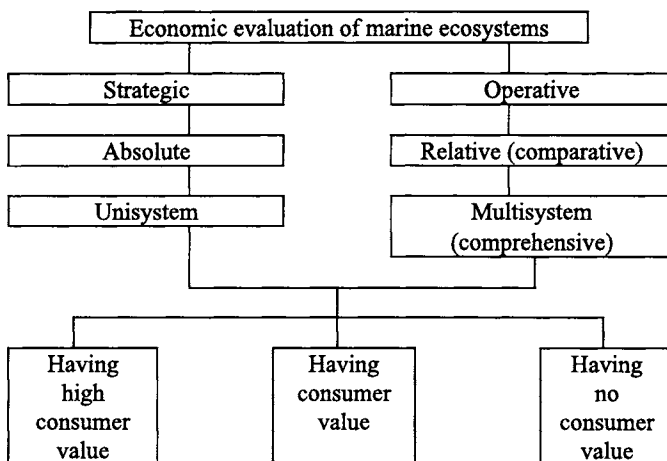 Economic evaluation of marine ecosystems
Strategic
Operative
Absolute
Relative (comparative)
Unisystem
Multisystem
(comprehensive)
Having
high
consumer
value
Having
consumer
value
Having
no
consumer
value